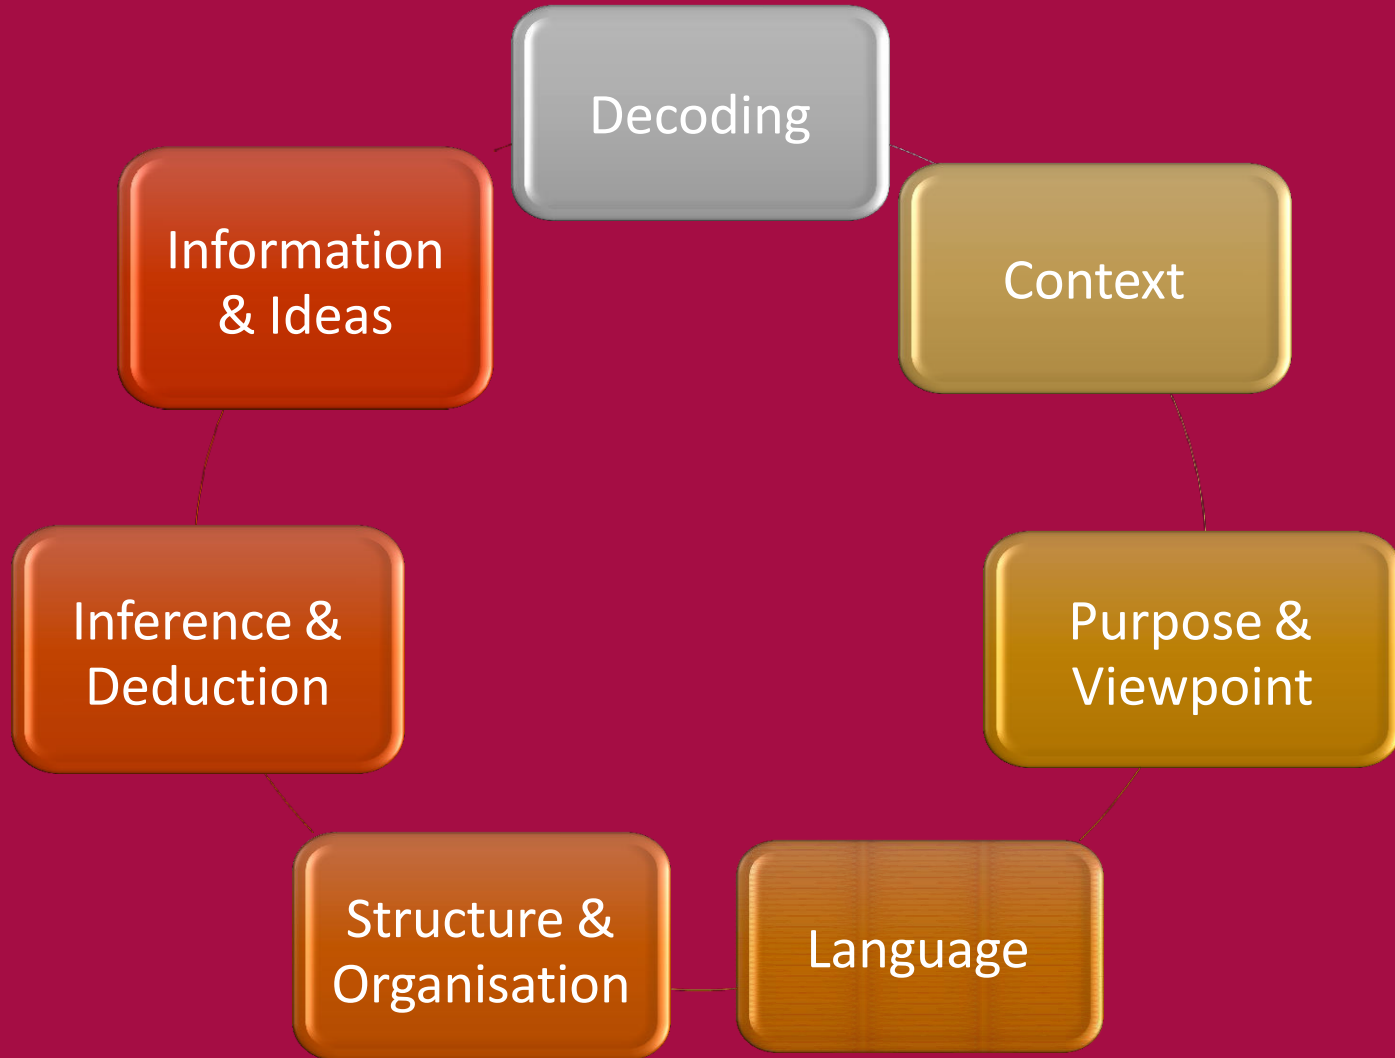 Decoding
Context
Purpose &
Viewpoint
Language
Structure &
Organisation
Inference &
Deduction
Information
& Ideas